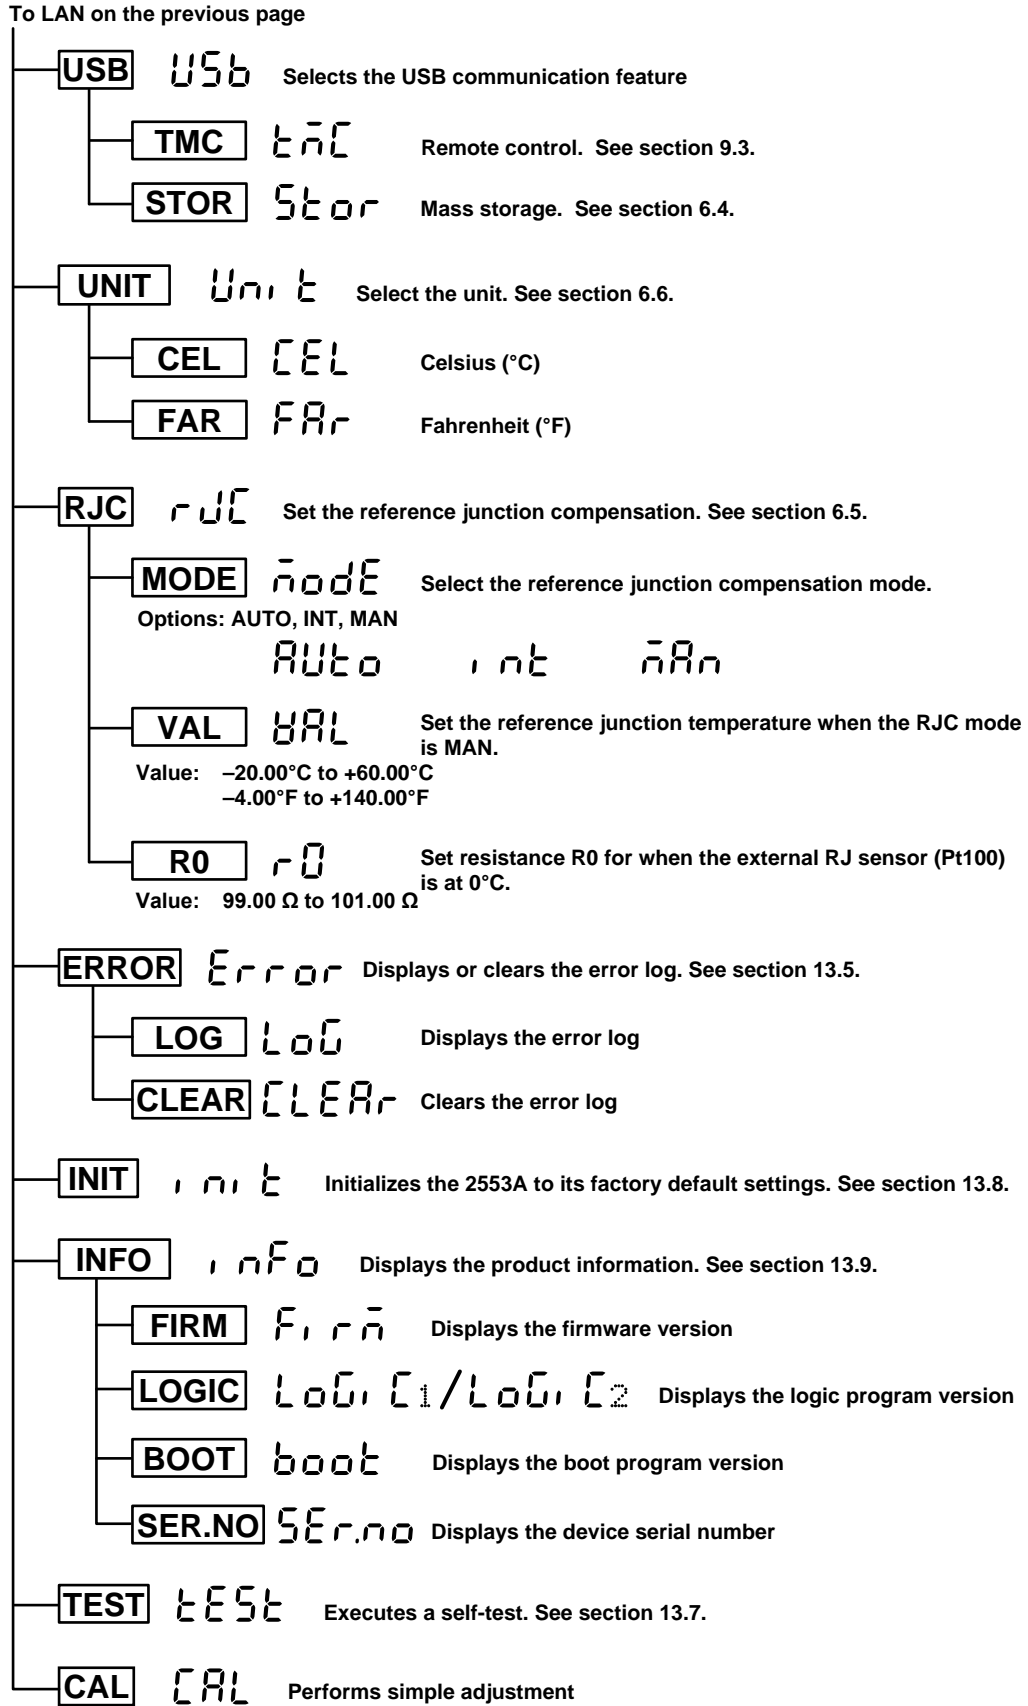 To LAN on the previous page
USB USb Selects the USB communication feature
TMC tmC Remote control.  See section 9.3.
STOR Stor Mass storage.  See section 6.4.
UNIT Unit Select the unit. See section 6.6.
CEL CEL Celsius (°C)
FAR FAr Fahrenheit (°F)
RJC rJC Set the reference junction compensation. See section 6.5.
MODE modE Select the reference junction compensation mode.
Options: AUTO, INT, MAN
AUto int mAn
VAL VAL Set the reference junction temperature when the RJC mode
is MAN.
Value: –20.00°C to +60.00°C
–4.00°F to +140.00°F
R0 r0 Set resistance R0 for when the external RJ sensor (Pt100)
is at 0°C.
Value: 99.00 Ω to 101.00 Ω
ERROR Error Displays or clears the error log. See section 13.5.
LOG LoG Displays the error log
CLEAR CLEAr Clears the error log
INIT init Initializes the 2553A to its factory default settings. See section 13.8.
INFO inFo Displays the product information. See section 13.9.
FIRM Firm Displays the firmware version
LOGIC LoGiC1/LoGiC2 Displays the logic program version
BOOT boot Displays the boot program version
SER.NO SEr.no Displays the device serial number
TEST tESt Executes a self-test. See section 13.7.
CAL CAL Performs simple adjustment